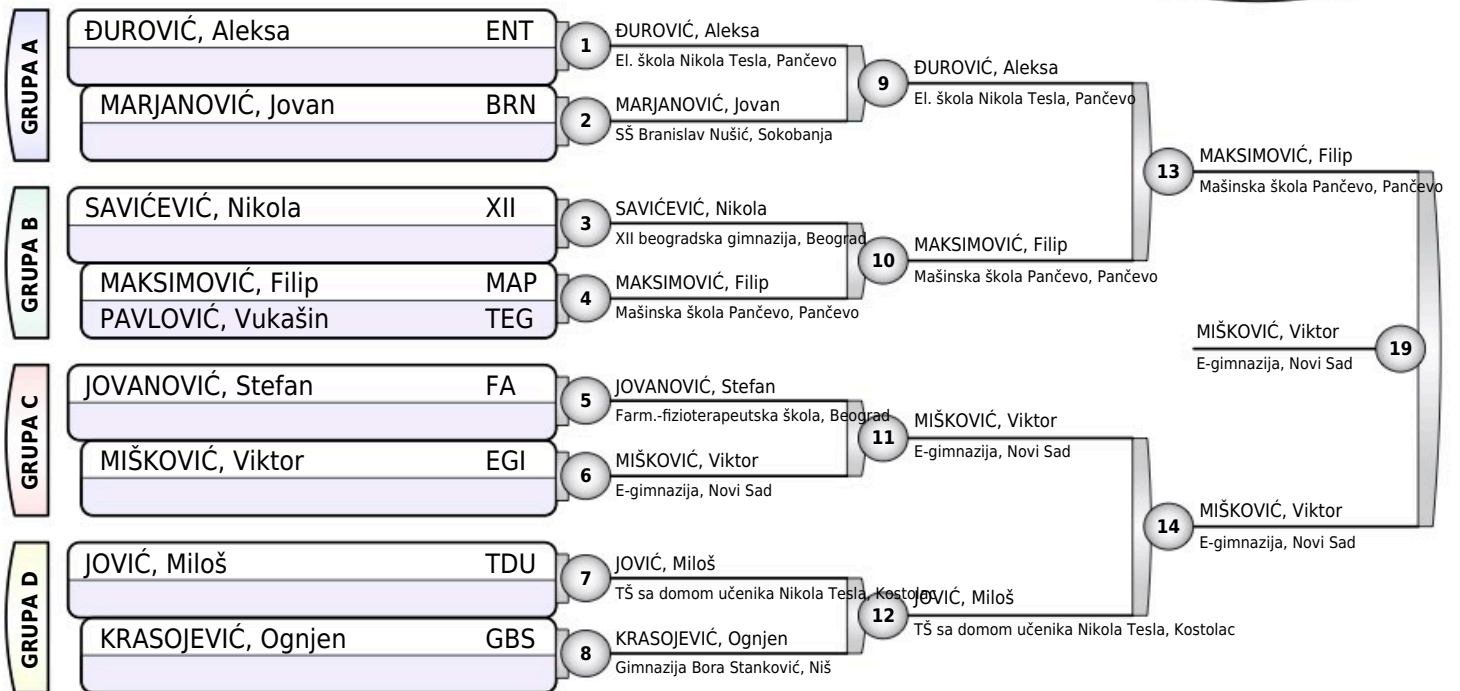 GRUPA A
ĐUROVIĆ, Aleksa ENT
MARJANOVIĆ, Jovan BRN
GRUPA B
SAVIĆEVIĆ, Nikola XII
MAKSIMOVIĆ, Filip MAP
PAVLOVIĆ, Vukašin TEG
GRUPA C
JOVANOVIĆ, Stefan FA
MIŠKOVIĆ, Viktor EGI
GRUPA D
JOVIĆ, Miloš TDU
KRASOJEVIĆ, Ognjen GBS
1
ĐUROVIĆ, Aleksa
El. škola Nikola Tesla, Pančevo
2
MARJANOVIĆ, Jovan
SŠ Branislav Nušić, Sokobanja
3
SAVIĆEVIĆ, Nikola
XII beogradska gimnazija, Beograd
4
MAKSIMOVIĆ, Filip
Mašinska škola Pančevo, Pančevo
5
JOVANOVIĆ, Stefan
Farm.-fizioterapeutska škola, Beograd
6
MIŠKOVIĆ, Viktor
E-gimnazija, Novi Sad
7
JOVIĆ, Miloš
TŠ sa domom učenika Nikola Tesla, Kostolac
8
KRASOJEVIĆ, Ognjen
Gimnazija Bora Stanković, Niš
9
ĐUROVIĆ, Aleksa
El. škola Nikola Tesla, Pančevo
10
MAKSIMOVIĆ, Filip
Mašinska škola Pančevo, Pančevo
11
MIŠKOVIĆ, Viktor
E-gimnazija, Novi Sad
12
JOVIĆ, Miloš
TŠ sa domom učenika Nikola Tesla, Kostolac
13
MAKSIMOVIĆ, Filip
Mašinska škola Pančevo, Pančevo
14
MIŠKOVIĆ, Viktor
E-gimnazija, Novi Sad
MIŠKOVIĆ, Viktor
E-gimnazija, Novi Sad
19